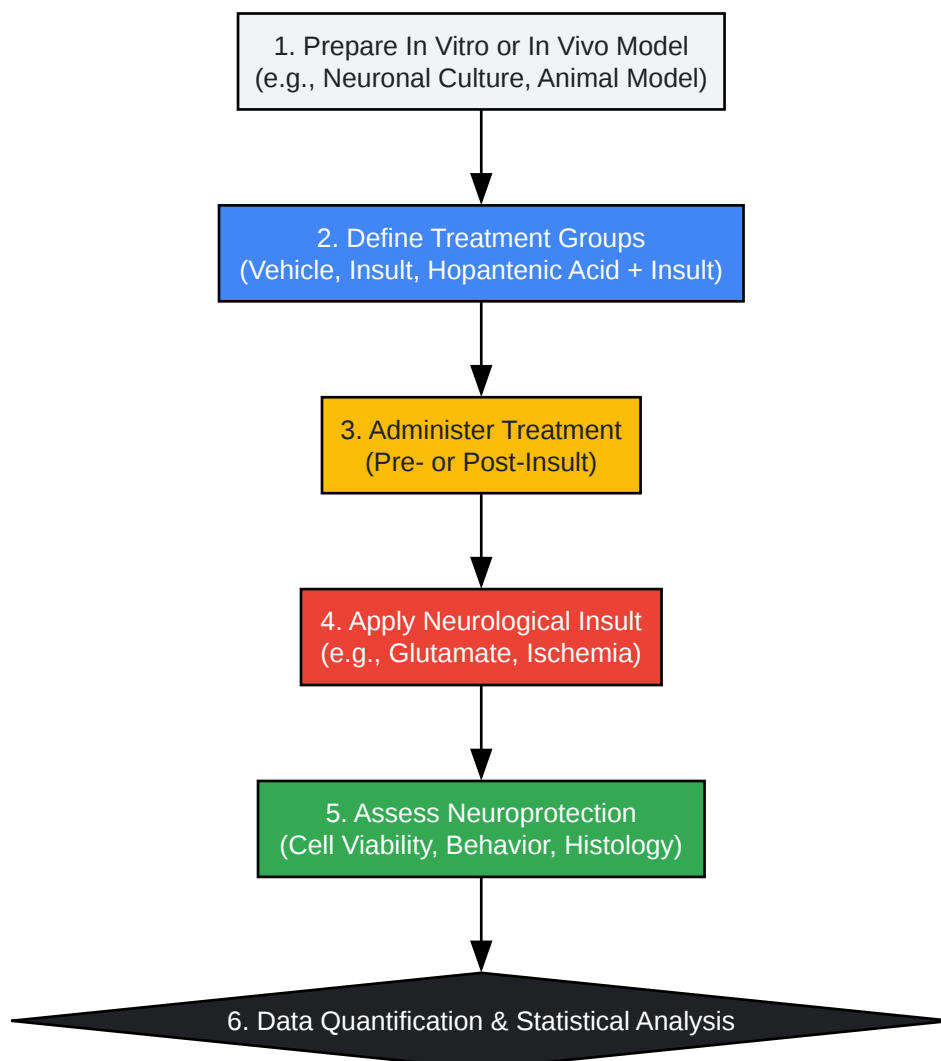 1. Prepare In Vitro or In Vivo Model
(e.g., Neuronal Culture, Animal Model)
2. Define Treatment Groups
(Vehicle, Insult, Hopantenic Acid + Insult)
3. Administer Treatment
(Pre- or Post-Insult)
4. Apply Neurological Insult
(e.g., Glutamate, Ischemia)
5. Assess Neuroprotection
(Cell Viability, Behavior, Histology)
6. Data Quantification & Statistical Analysis